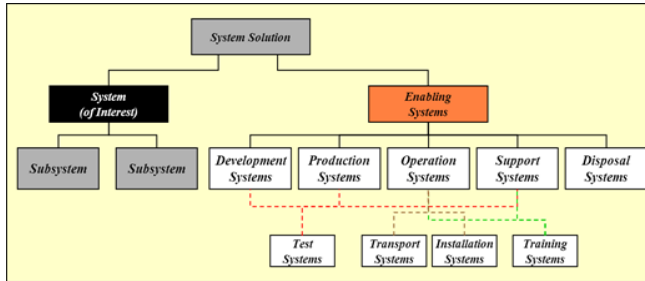 System Solution
System
(of Interest)
Enabling
Systems
Subsystem
Subsystem
Development
Systems
Production
Systems
Operation
Systems
Support
Systems
Disposal
Systems
Test
Systems
Transport
Systems
Installation
Systems
Training
Systems